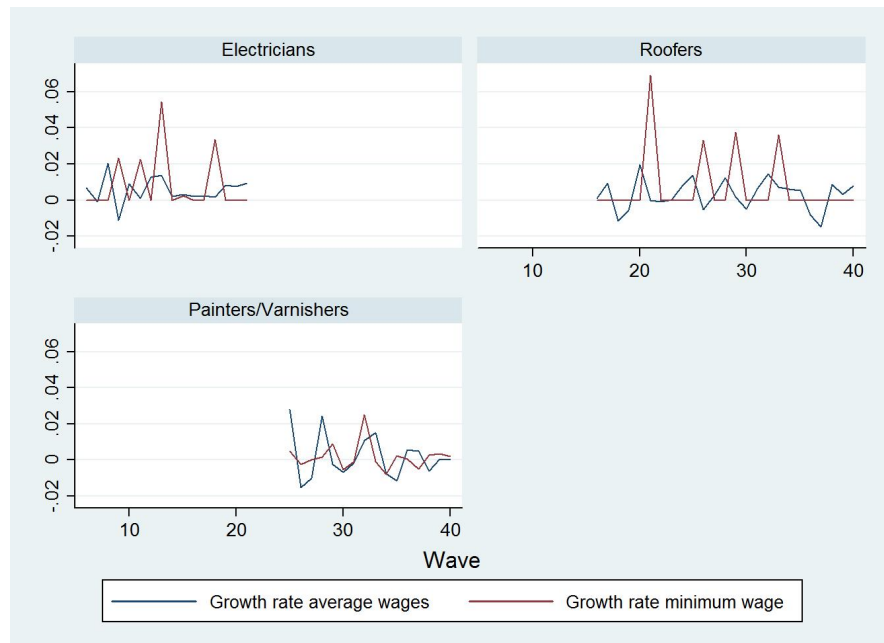 Electricians
Roofers
.06
.04
.02
0
-.02
10 20 30 40
Painters/Varnishers
.06
.04
.02
0
-.02
10 20 30 40
Wave
Growth rate average wages Growth rate minimum wage